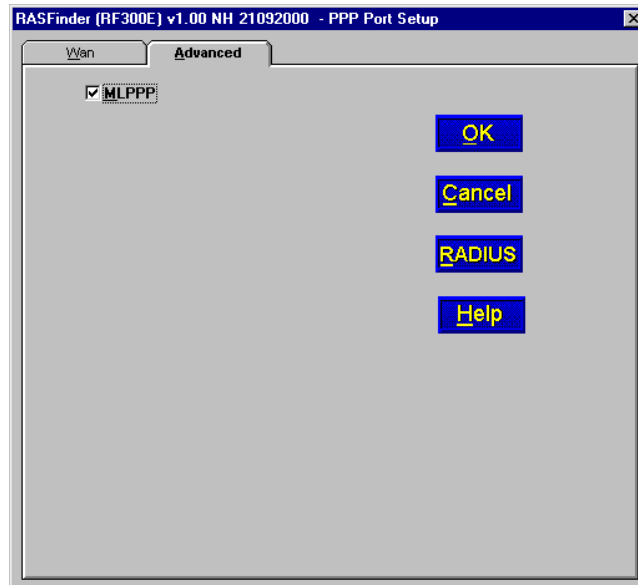 RASFinder (RF300E) v1.00 NH 21092000 - PPP Port Setup
Wan
Advanced
MLPPP
OK
Cancel
RADIUS
Help